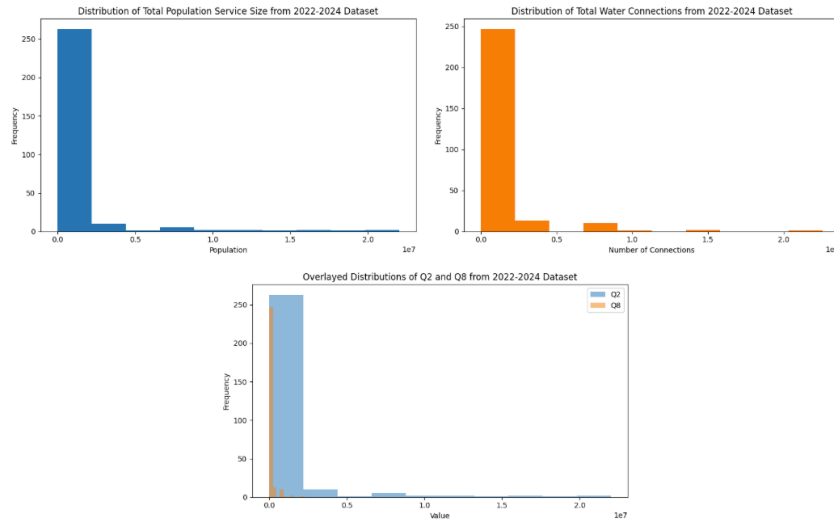 Distribution of Total Population Service Size from 2022-2024 Dataset
250
200
150
100
50
0
Frequency
0.0 0.5 1.0 1.5 2.0
1e7
Population
Distribution of Total Water Connections from 2022-2024 Dataset
250
200
150
100
50
0
Frequency
0.0 0.5 1.0 1.5 2.0
Number of Connections
Overlayed Distributions of Q2 and Q8 from 2022-2024 Dataset
Q2
Q8
250
200
150
100
50
0
Frequency
0.0 0.5 1.0 1.5 2.0
1e7
Value